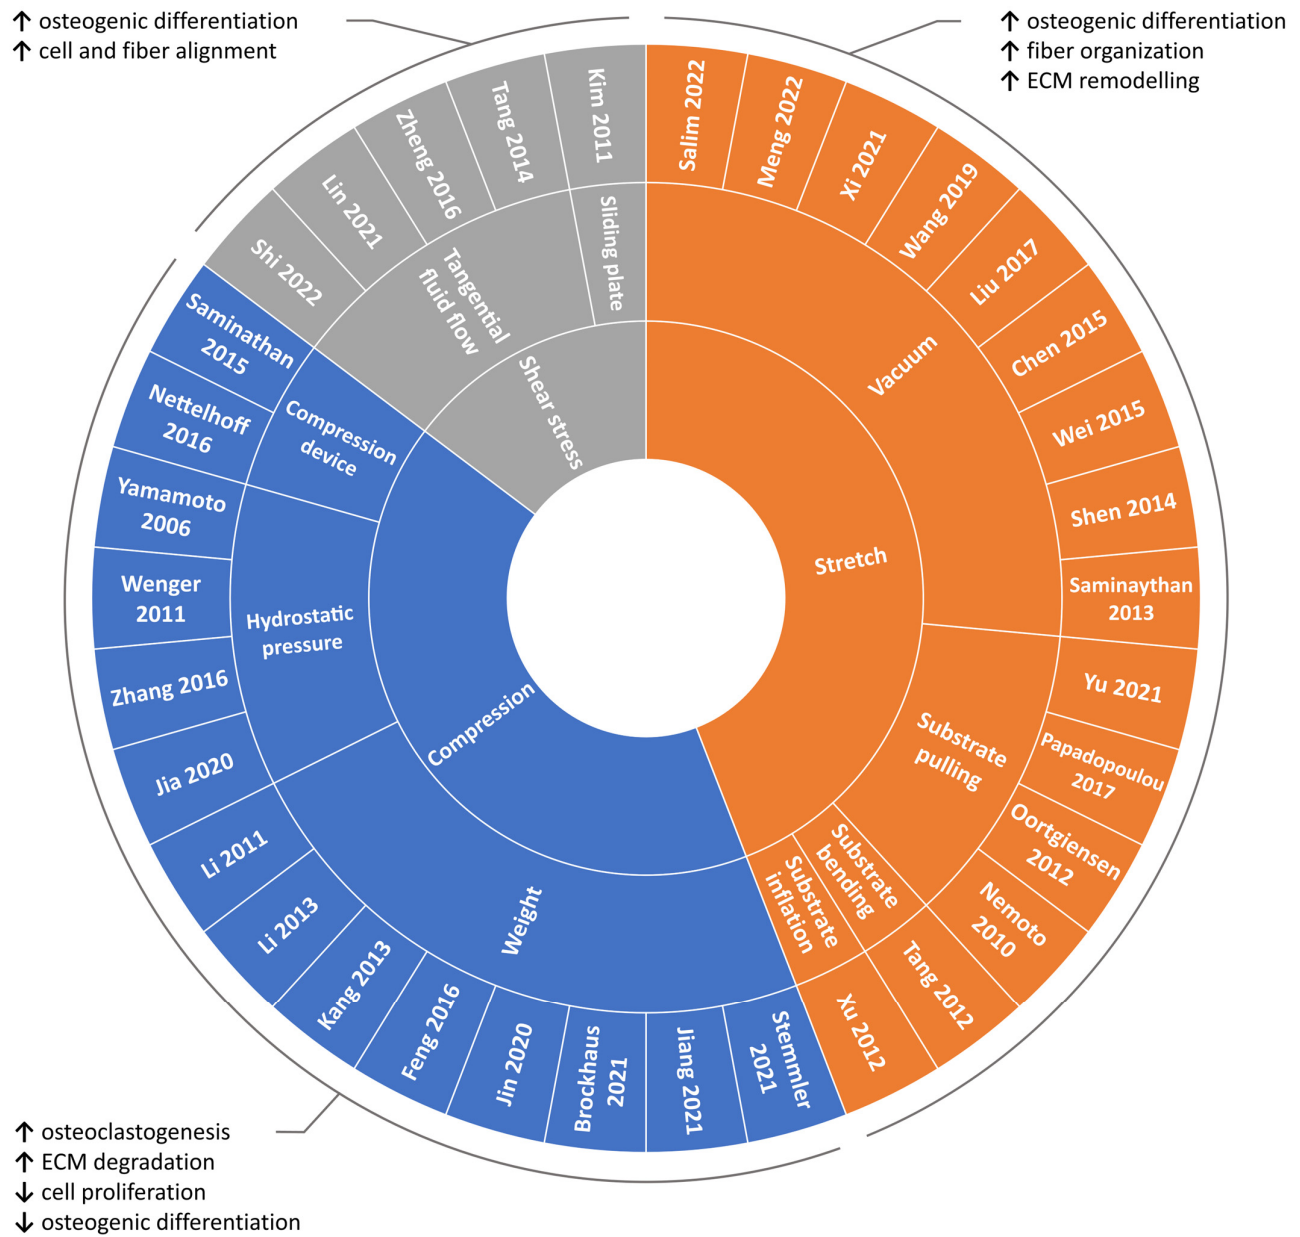 ↑ osteogenic differentiation
↑ cell and fiber alignment
↑ osteogenic differentiation
↑ fiber organization
↑ ECM remodelling
Salim 2022
Meng 2022
Xi 2021
Wang 2019
Liu 2017
Chen 2015
Wei 2015
Shen 2014
Saminaythan
2013
Yu 2021
Papadopoulou
2017
Oortgiensen
2012
Nemoto
2010
Tang 2012
Xu 2012
Stemmler
2021
Jiang 2021
Brockhaus
2021
Jin 2020
Feng 2016
Kang 2013
Li 2013
Li 2011
Jia 2020
Zhang 2016
Wenger
2011
Yamamoto
2006
Nettelhoff
2016
Saminathan
2015
Shi 2022
Lin 2021
Zheng 2016
Tang 2014
Kim 2011
Vacuum
Substrate
pulling
Substrate
bending
Substrate
inflation
Weight
Hydrostatic
pressure
Compression
device
Tangential
fluid flow
Sliding plate
Stretch
Compression
Shear stress
↑ osteoclastogenesis
↑ ECM degradation
↓ cell proliferation
↓ osteogenic differentiation